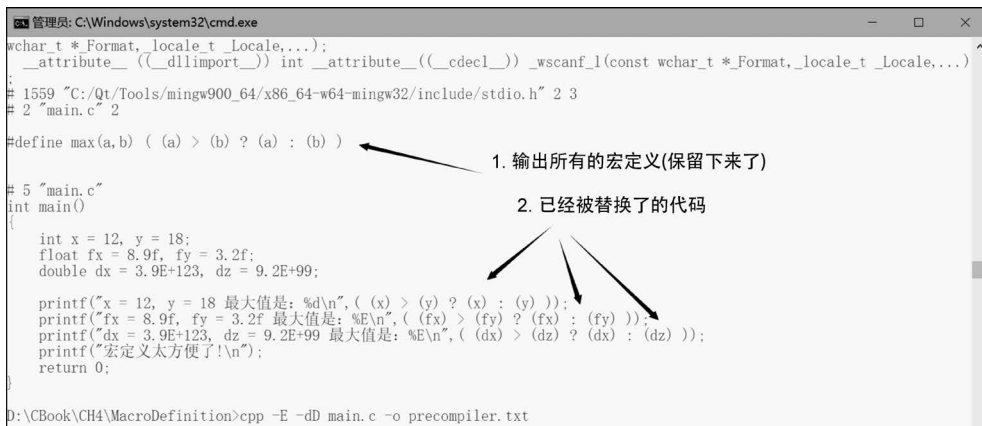 管理员: C:\Windows\system32\cmd.exe
wchar_t *_Format,_locale_t _Locale,...);
__attribute__ ((__dllimport__)) int __attribute__((__cdecl__)) _wscanf_l(const wchar_t *_Format,_locale_t _Locale,...)
;
# 1559 "C:/Qt/Tools/mingw900_64/x86_64-w64-mingw32/include/stdio.h" 2 3
# 2 "main.c" 2
#define max(a,b) ( (a) > (b) ? (a) : (b) )
1. 输出所有的宏定义(保留下来了)
# 5 "main.c"
int main()
2. 已经被替换了的代码
{
int x = 12, y = 18;
float fx = 8.9f, fy = 3.2f;
double dx = 3.9E+123, dz = 9.2E+99;
printf("x = 12, y = 18 最大值是: %d\n",( (x) > (y) ? (x) : (y) ));
printf("fx = 8.9f, fy = 3.2f 最大值是: %E\n",( (fx) > (fy) ? (fx) : (fy) ));
printf("dx = 3.9E+123, dz = 9.2E+99 最大值是: %E\n",( (dx) > (dz) ? (dx) : (dz) ));
printf("宏定义太方便了!\n");
return 0;
}
D:\CBook\CH4\MacroDefinition>cpp -E -dD main.c -o precompiler.txt